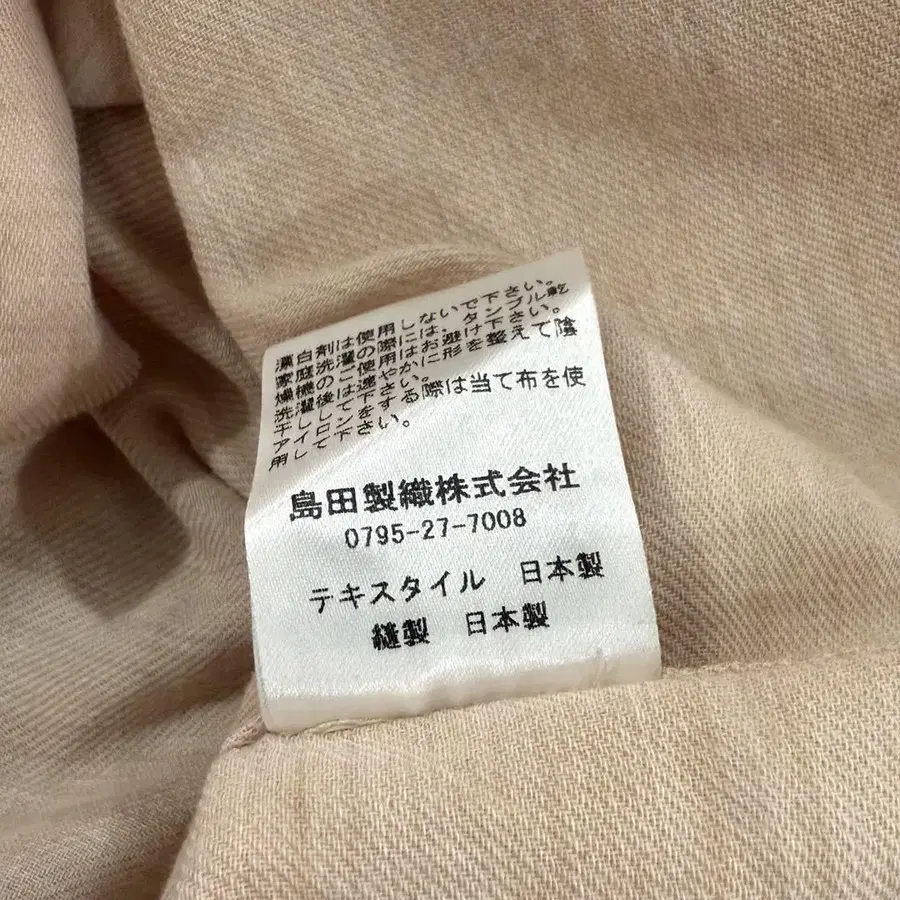 漂白剤は使用しないで下さい。
家庭洗濯の際には、タンブル乾
燥機のご使用はお避け下さい。
洗濯後は速やかに形を整えて陰
干しして下さい。
アイロンをする際は当て布を使
用して下さい。
島田製織株式会社
0795-27-7008
テキスタイル 日本製
縫製 日本製